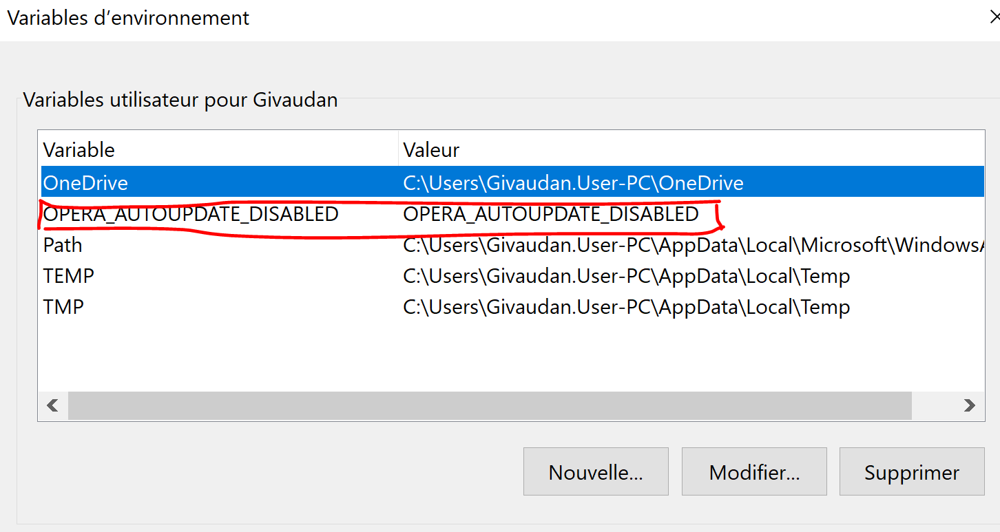 Variables d’environnement
Variables utilisateur pour Givaudan
Variable Valeur
OneDrive C:\Users\Givaudan.User-PC\OneDrive
OPERA_AUTOUPDATE_DISABLED OPERA_AUTOUPDATE_DISABLED
Path C:\Users\Givaudan.User-PC\AppData\Local\Microsoft\WindowsA
TEMP C:\Users\Givaudan.User-PC\AppData\Local\Temp
TMP C:\Users\Givaudan.User-PC\AppData\Local\Temp
Nouvelle... Modifier... Supprimer